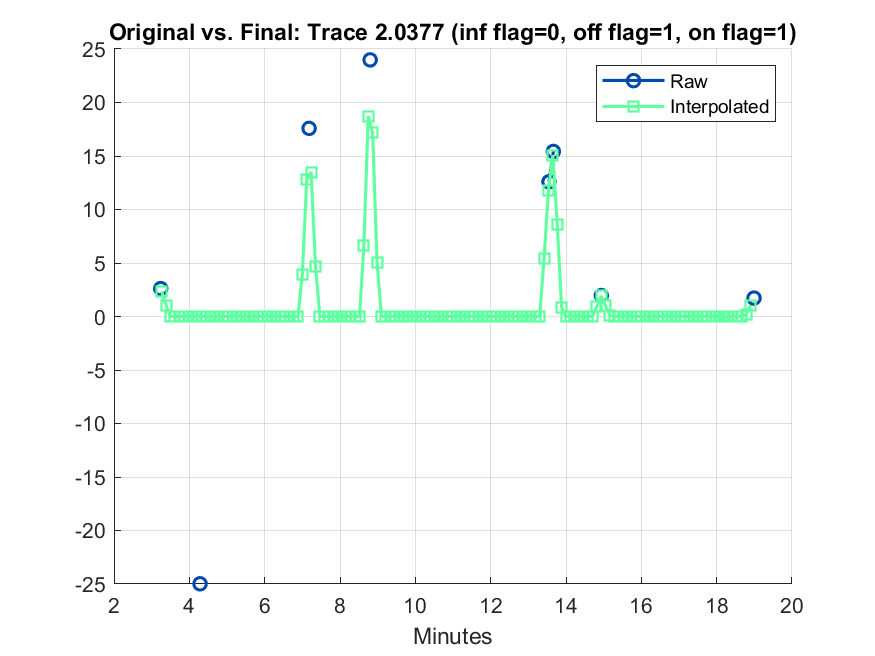 Original vs. Final: Trace 2.0377 (inf flag=0, off flag=1, on flag=1)
25
Raw
Interpolated
20
15
10
5
0
-5
-10
-15
-20
-25
2 4 6 8 10 12 14 16 18 20
Minutes